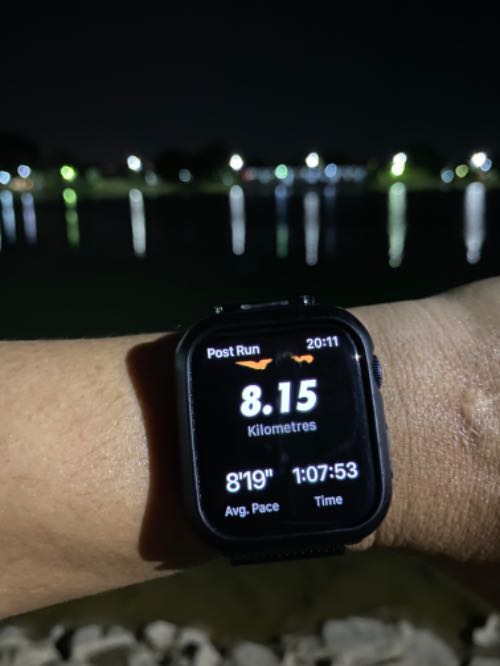 Post Run 20:11
8.15
Kilometres
8'19" 1:07:53
Avg. Pace Time